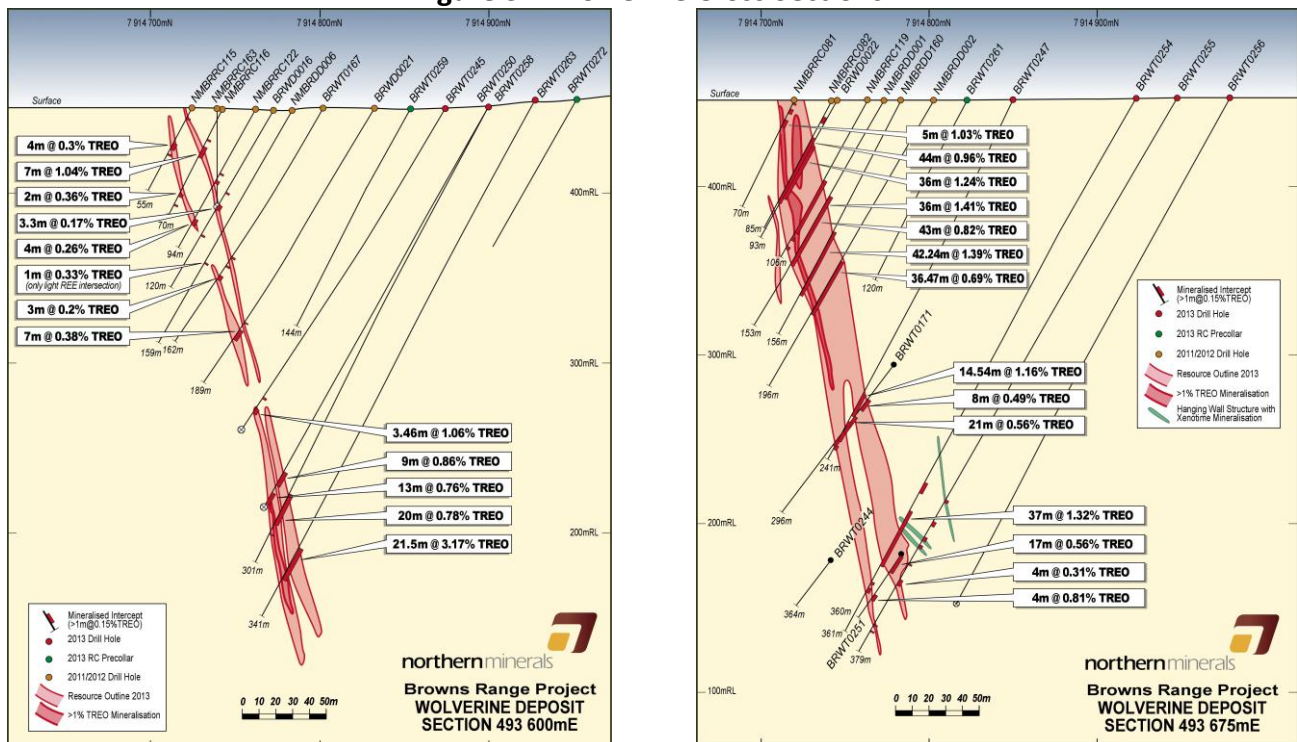 7 914 700mN
7 914 800mN
7 914 900mN
NMBRRC115
NMBRRC163
NMBRRC116
NMBRRC122
BRWD0016
NMBRDD006
BRWT0167
BRWD0021
BRWT0259
BRWT0245
BRWT0250
BRWT0258
BRWT0263
BRWT0272
Surface
4m @ 0.3% TREO
7m @ 1.04% TREO
2m @ 0.36% TREO
3.3m @ 0.17% TREO
4m @ 0.26% TREO
1m @ 0.33% TREO
(only light REE intersection)
3m @ 0.2% TREO
7m @ 0.38% TREO
55m
70m
94m
120m
159m
162m
189m
144m
400mRL
300mRL
200mRL
3.46m @ 1.06% TREO
9m @ 0.86% TREO
13m @ 0.76% TREO
20m @ 0.78% TREO
21.5m @ 3.17% TREO
301m
341m
Mineralised Intercept
(>1m@0.15%TREO)
2013 Drill Hole
2013 RC Precollar
2011/2012 Drill Hole
Resource Outline 2013
>1% TREO Mineralisation
0 10 20 30 40 50m
northern minerals
Browns Range Project
WOLVERINE DEPOSIT
SECTION 493 600mE
7 914 700mN
7 914 800mN
7 914 900mN
NMBRRC081
NMBRRC082
BRWD0022
NMBRRC119
NMBRDD001
NMBRDD160
NMBRDD002
BRWT0261
BRWT0247
BRWT0254
BRWT0255
BRWT0256
Surface
5m @ 1.03% TREO
44m @ 0.96% TREO
36m @ 1.24% TREO
36m @ 1.41% TREO
43m @ 0.82% TREO
42.24m @ 1.39% TREO
36.47m @ 0.69% TREO
400mRL
300mRL
200mRL
100mRL
70m
85m
93m
106m
120m
153m
156m
196m
BRWT0171
14.54m @ 1.16% TREO
8m @ 0.49% TREO
21m @ 0.56% TREO
241m
296m
BRWT0244
364m
37m @ 1.32% TREO
17m @ 0.56% TREO
4m @ 0.31% TREO
4m @ 0.81% TREO
360m
361m
BRWT0251
379m
Mineralised Intercept
(>1m@0.15%TREO)
2013 Drill Hole
2013 RC Precollar
2011/2012 Drill Hole
Resource Outline 2013
>1% TREO Mineralisation
Hanging Wall Structure with
Xenotime Mineralisation
0 10 20 30 40 50m
northern minerals
Browns Range Project
WOLVERINE DEPOSIT
SECTION 493 675mE